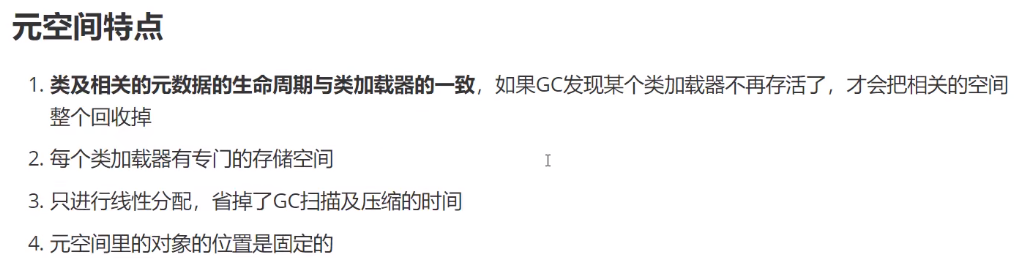 元空间特点
1. 类及相关的元数据的生命周期与类加载器的一致，如果GC发现某个类加载器不再存活了，才会把相关的空间
整个回收掉
2. 每个类加载器有专门的存储空间
3. 只进行线性分配，省掉了GC扫描及压缩的时间
4. 元空间里的对象的位置是固定的